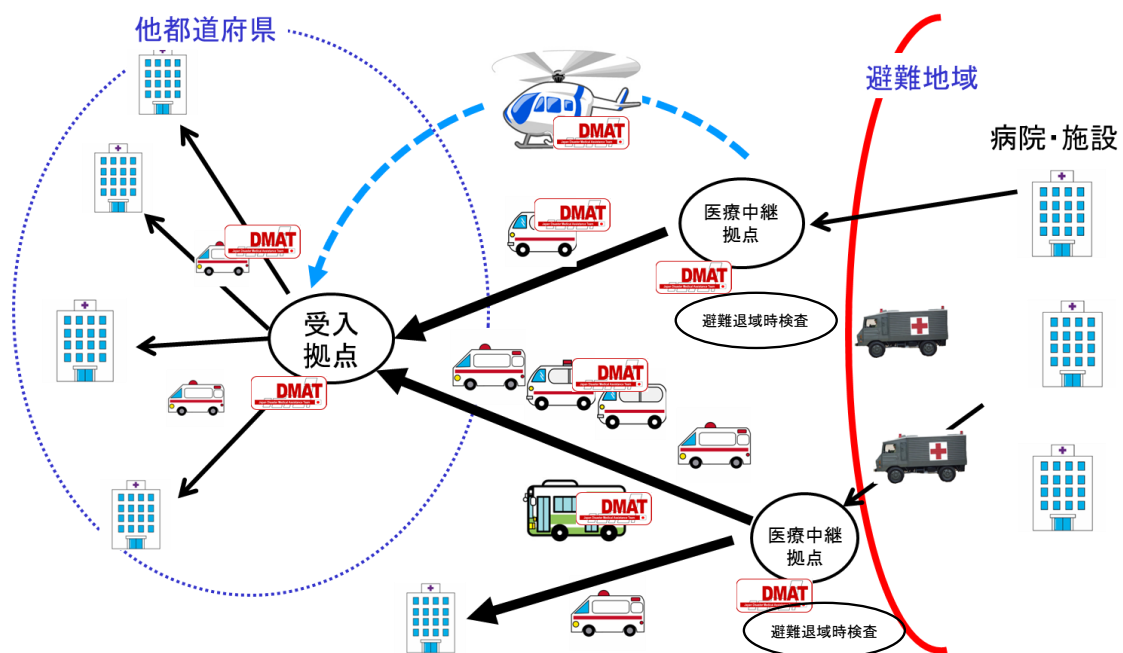 他都道府県
避難地域
病院・施設
DMAT
DMAT
医療中継
拠点
DMAT
DMAT
避難退域時検査
受入
拠点
DMAT
DMAT
DMAT
医療中継
拠点
DMAT
避難退域時検査